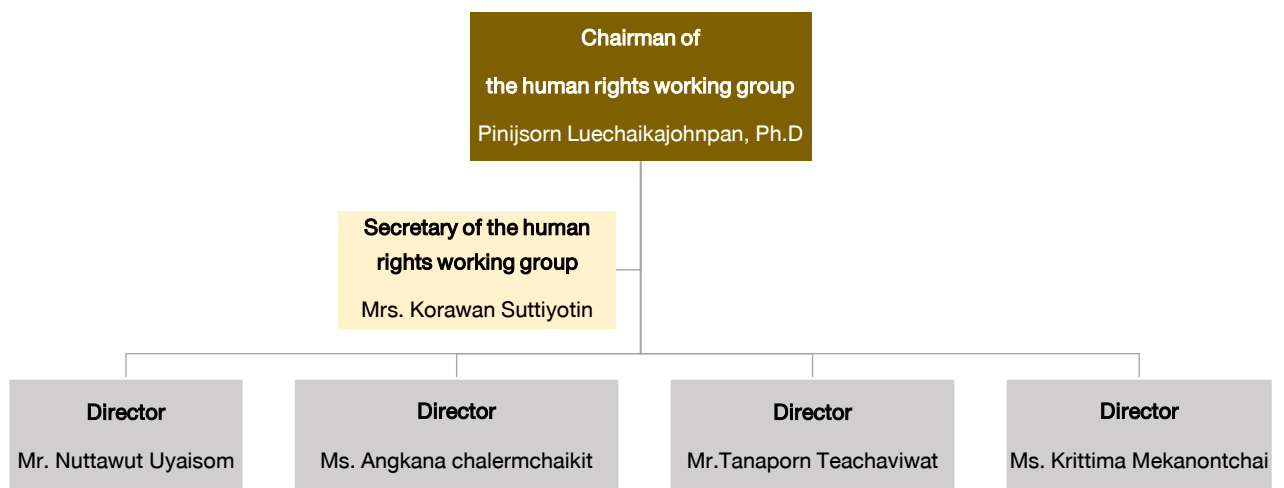 Chairman of
the human rights working group
Pinijsorn Luechaikajohnpan, Ph.D
Secretary of the human
rights working group
Mrs. Korawan Suttiyotin
Director
Mr. Nuttawut Uyaisom
Director
Ms. Angkana chalermchaikit
Director
Mr.Tanaporn Teachaviwat
Director
Ms. Krittima Mekanontchai